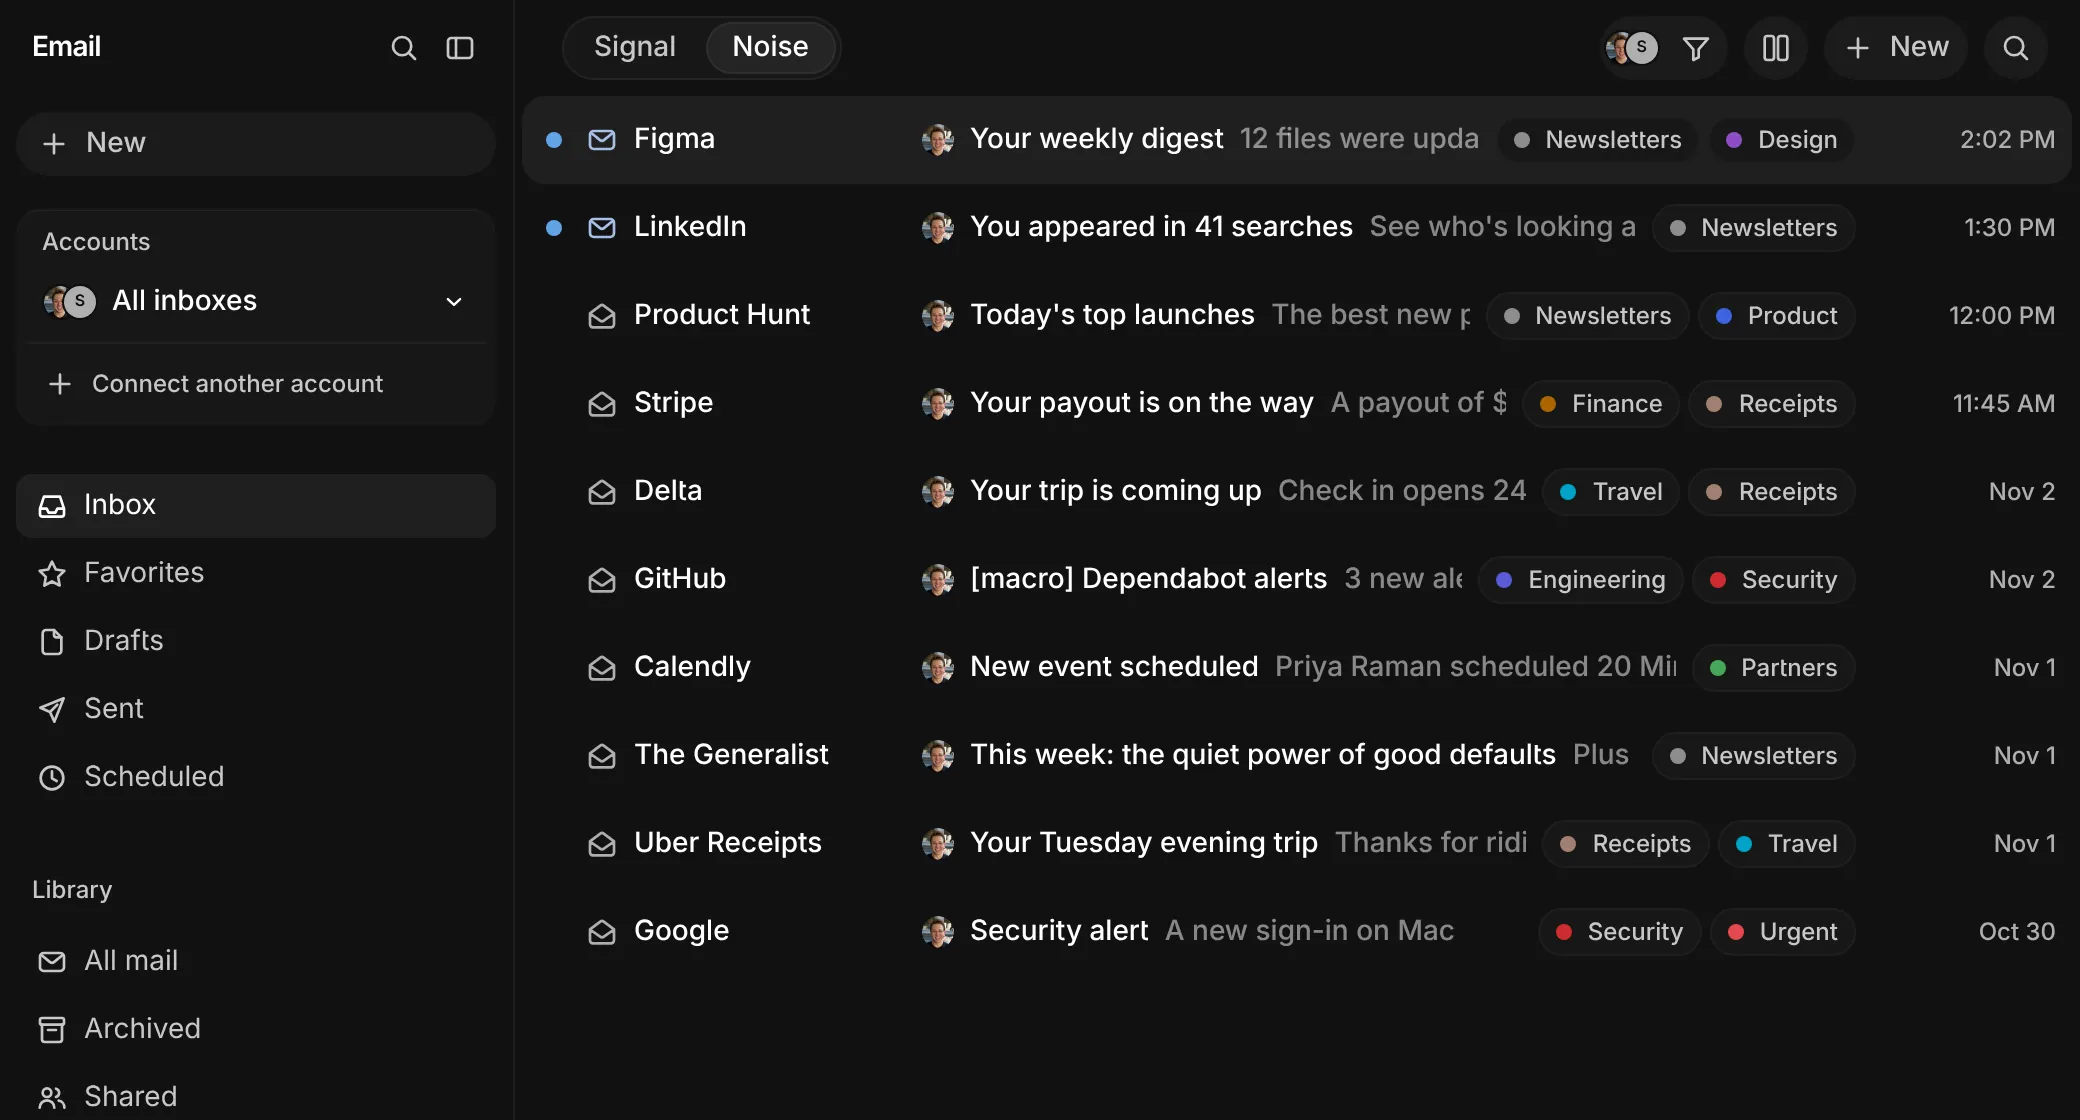 Email
New
Accounts
S All inboxes
Connect another account
Inbox
Favorites
Drafts
Sent
Scheduled
Library
All mail
Archived
Shared
Signal Noise S New
Figma Your weekly digest 12 files were upda Newsletters Design 2:02 PM
LinkedIn You appeared in 41 searches See who's looking a Newsletters 1:30 PM
Product Hunt Today's top launches The best new p Newsletters Product 12:00 PM
Stripe Your payout is on the way A payout of $ Finance Receipts 11:45 AM
Delta Your trip is coming up Check in opens 24 Travel Receipts Nov 2
GitHub [macro] Dependabot alerts 3 new ale Engineering Security Nov 2
Calendly New event scheduled Priya Raman scheduled 20 Min Partners Nov 1
The Generalist This week: the quiet power of good defaults Plus Newsletters Nov 1
Uber Receipts Your Tuesday evening trip Thanks for ridi Receipts Travel Nov 1
Google Security alert A new sign-in on Mac Security Urgent Oct 30